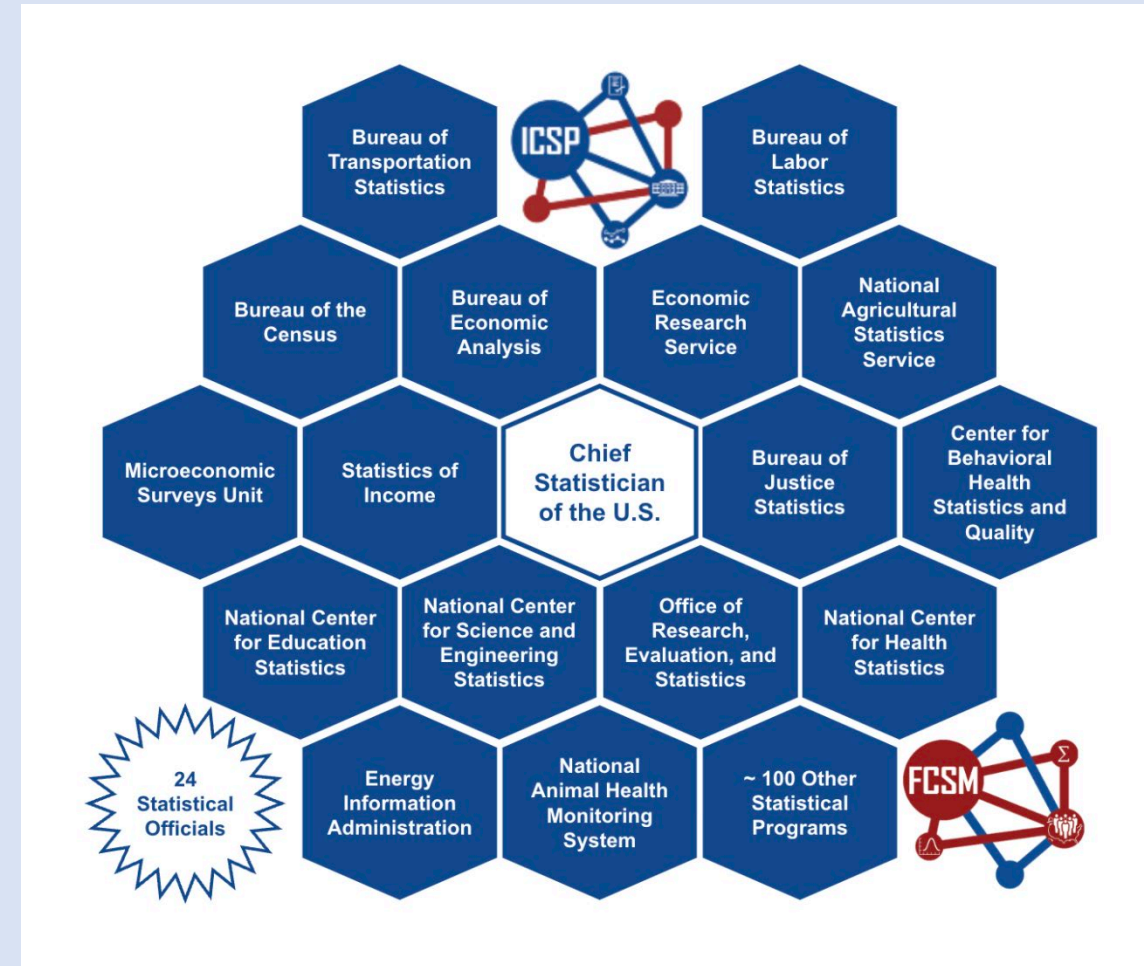 Bureau of
Transportation
Statistics
ICSP
Bureau of
Labor
Statistics
Bureau of the
Census
Bureau of
Economic
Analysis
Economic
Research
Service
National
Agricultural
Statistics
Service
Microeconomic
Surveys Unit
Statistics of
Income
Chief
Statistician
of the U.S.
Bureau of
Justice
Statistics
Center for
Behavioral
Health
Statistics and
Quality
National Center
for Education
Statistics
National Center
for Science and
Engineering
Statistics
Office of
Research,
Evaluation, and
Statistics
National Center
for Health
Statistics
24
Statistical
Officials
Energy
Information
Administration
National
Animal Health
Monitoring
System
~ 100 Other
Statistical
Programs
FCSM
Σ